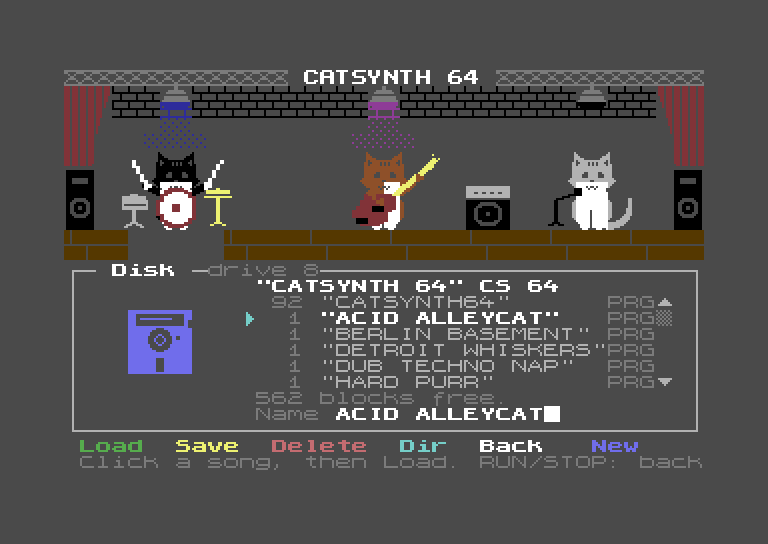 CATSYNTH 64
Disk drive 8
"CATSYNTH 64" CS 64
92 "CATSYNTH64" PRG
1 "ACID ALLEYCAT" PRG
1 "BERLIN BASEMENT" PRG
1 "DETROIT WHISKERS" PRG
1 "DUB TECHNO NAP" PRG
1 "HARD PURR" PRG
562 blocks free.
Name ACID ALLEYCAT
Load Save Delete Dir Back New
Click a song, then Load. RUN/STOP: back